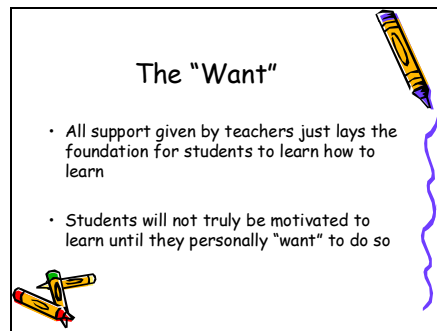 The “Want”
• All support given by teachers just lays the
foundation for students to learn how to
learn
• Students will not truly be motivated to
learn until they personally “want” to do so